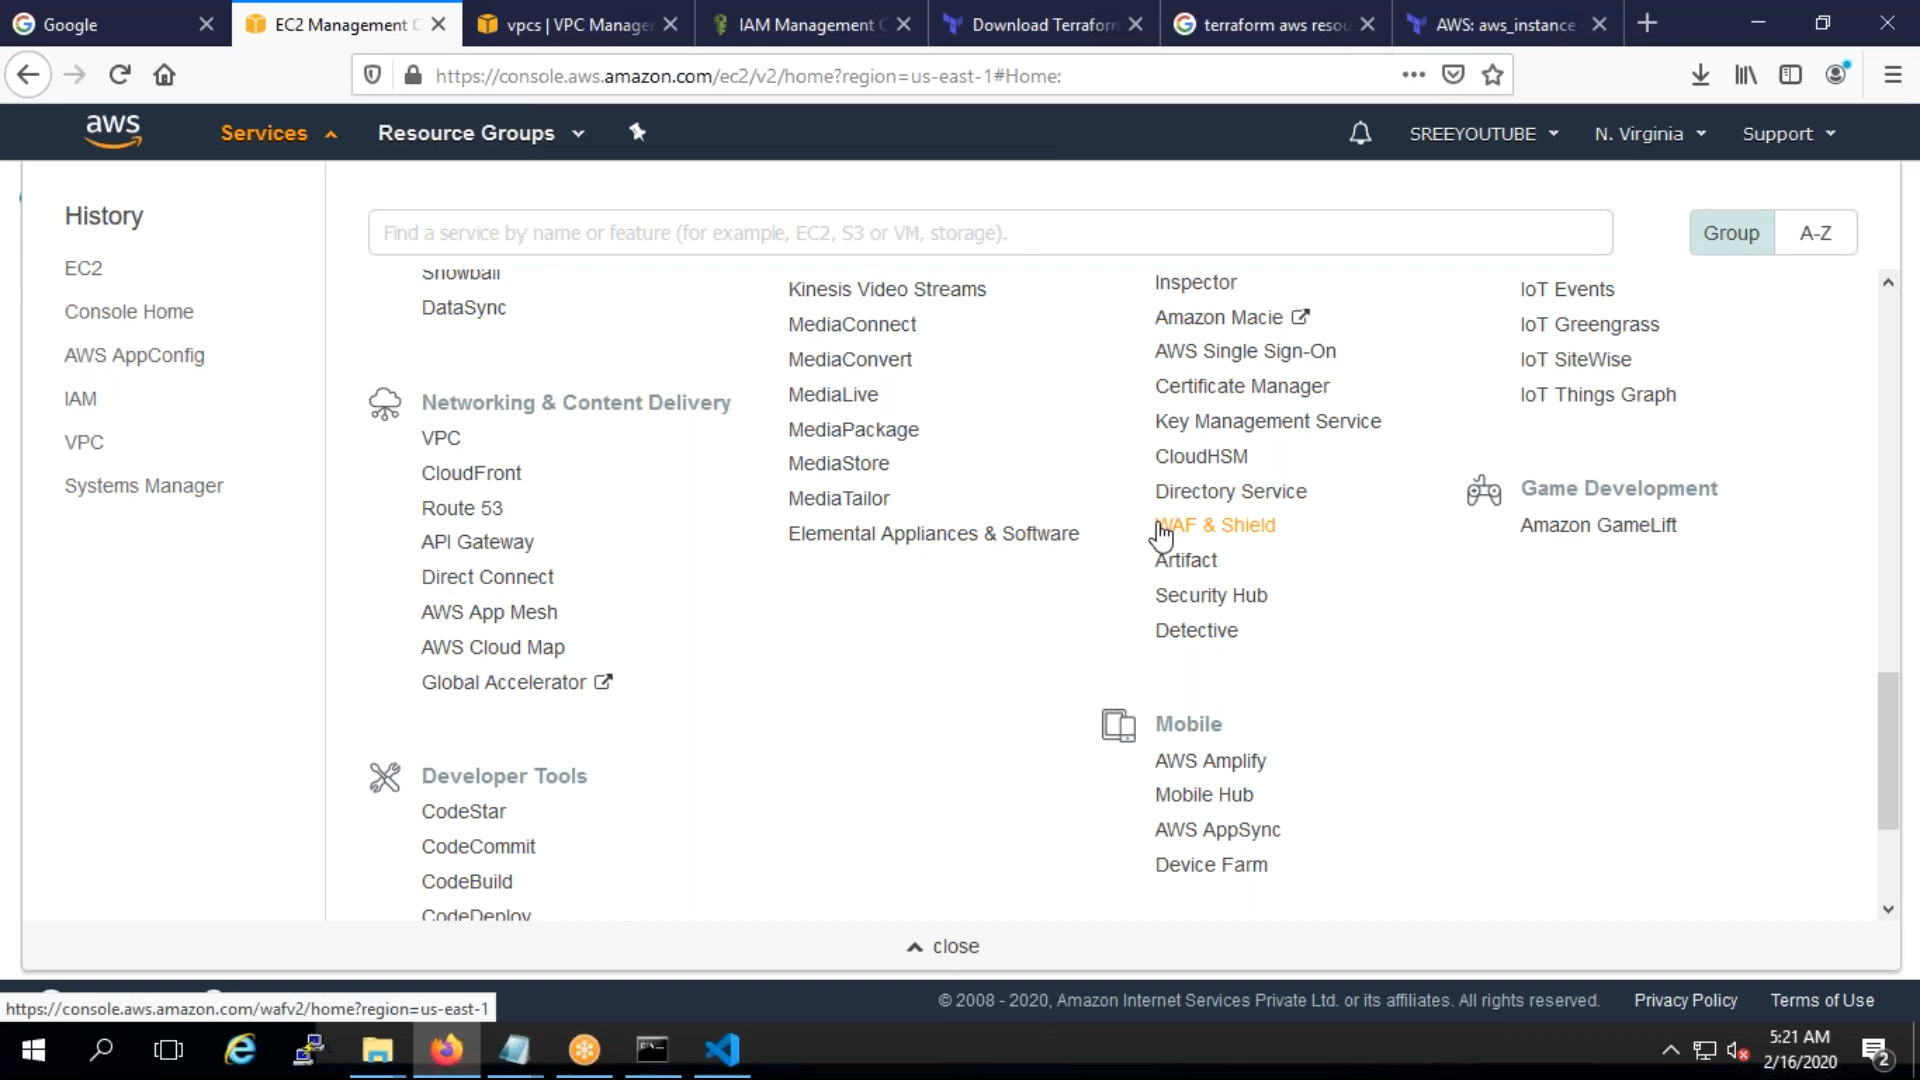 Google
EC2 Management C
vpcs | VPC Manage
IAM Management C
Download Terraform
terraform aws resou
AWS: aws_instance
https://console.aws.amazon.com/ec2/v2/home?region=us-east-1#Home:
aws
Services
Resource Groups
SREEYOUTUBE
N. Virginia
Support
History
EC2
Console Home
AWS AppConfig
IAM
VPC
Systems Manager
Find a service by name or feature (for example, EC2, S3 or VM, storage).
Group
A-Z
Snowball
DataSync
Networking & Content Delivery
VPC
CloudFront
Route 53
API Gateway
Direct Connect
AWS App Mesh
AWS Cloud Map
Global Accelerator
Developer Tools
CodeStar
CodeCommit
CodeBuild
CodeDeploy
Kinesis Video Streams
MediaConnect
MediaConvert
MediaLive
MediaPackage
MediaStore
MediaTailor
Elemental Appliances & Software
Inspector
Amazon Macie
AWS Single Sign-On
Certificate Manager
Key Management Service
CloudHSM
Directory Service
WAF & Shield
Artifact
Security Hub
Detective
Mobile
AWS Amplify
Mobile Hub
AWS AppSync
Device Farm
IoT Events
IoT Greengrass
IoT SiteWise
IoT Things Graph
Game Development
Amazon GameLift
close
https://console.aws.amazon.com/wafv2/home?region=us-east-1
© 2008 - 2020, Amazon Internet Services Private Ltd. or its affiliates. All rights reserved.
Privacy Policy
Terms of Use
5:21 AM
2/16/2020
2